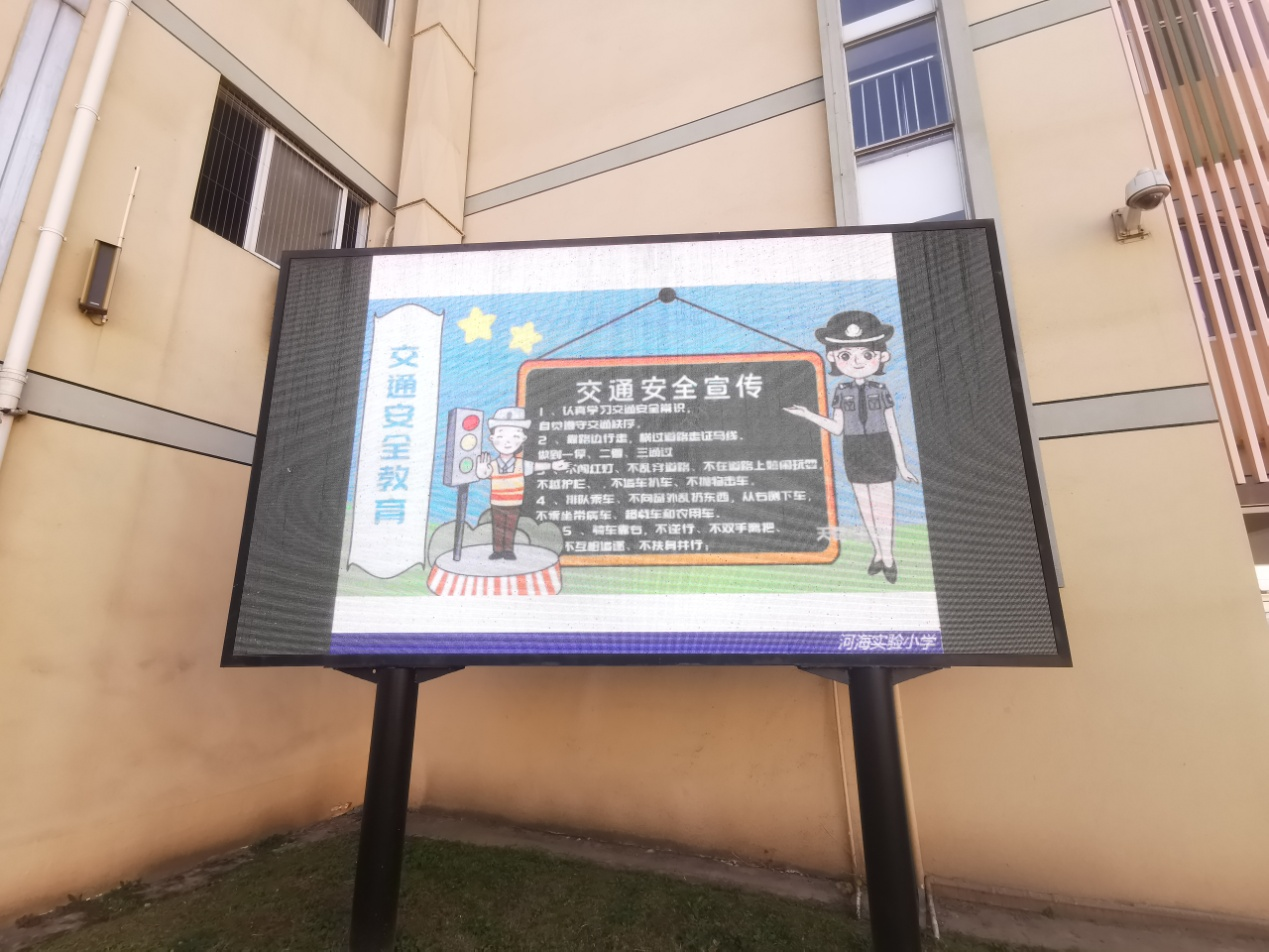 交通安全教育
交通安全宣传
1、认真学习交通安全常识，
自觉遵守交通秩序。
2、靠路边行走，横过道路走斑马线，
做到一停、二看、三通过
3、不闯红灯、不乱穿道路、不在道路上嬉闹玩耍，
不越护栏、，不追车扒车、不抛物击车。
4、排队乘车、不向窗外乱扔东西，从右侧下车，
不乘坐带病车、超载车和农用车。
5、骑车靠右，不逆行、不双手离把、
不互相追逐、不扶肩并行；
河海实验小学